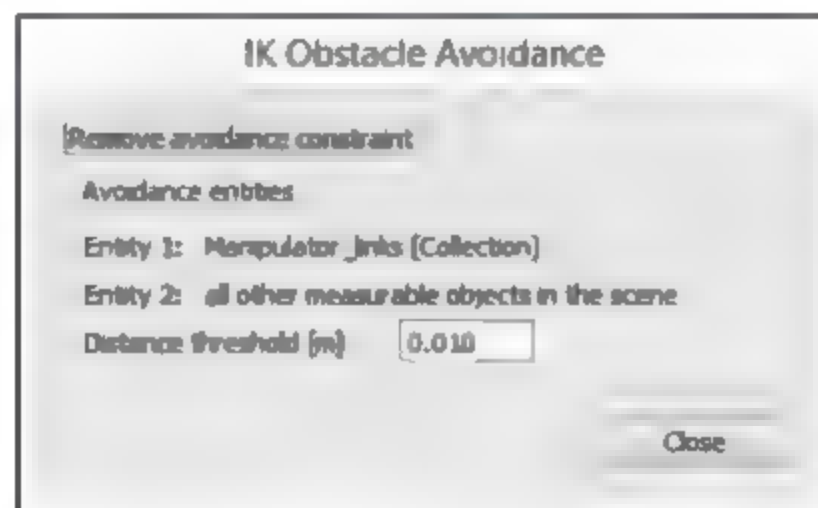 IK Obstacle Avoidance
Remove avoidance constraint
Avoidance entities
Entity 1: Manipulator_links [Collection]
Entity 2: all other measurable objects in the scene
Distance threshold [m] 0.010
Close